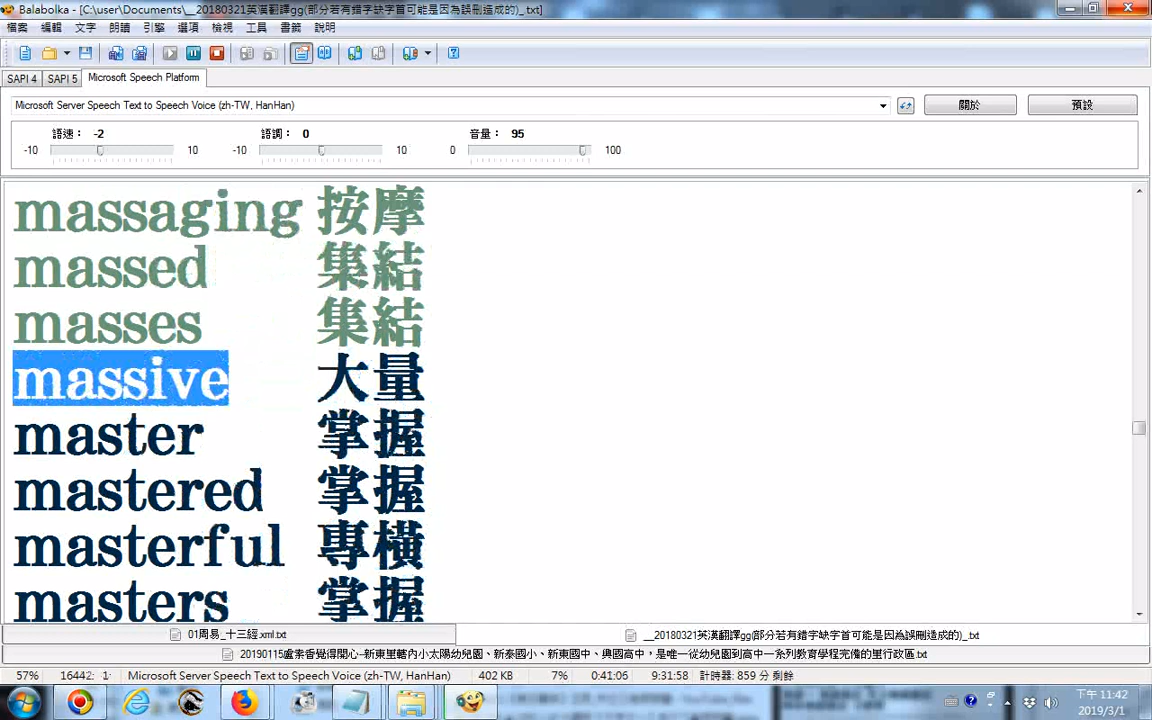 Balabolka - [C:\user\Documents\__20180321英漢翻譯gg(部分若有錯字缺字首可能是因為誤刪造成的)_.txt]
檔案 編輯 文字 朗讀 引擎 選項 檢視 工具 書籤 說明
SAPI 4 SAPI 5 Microsoft Speech Platform
Microsoft Server Speech Text to Speech Voice (zh-TW, HanHan) 關於 預設
語速： -2 語調： 0 音量： 95
-10 10 -10 10 0 100
massaging 按摩
massed 集結
masses 集結
massive 大量
master 掌握
mastered 掌握
masterful 專橫
masters 掌握
01周易_十三經.xml.txt __20180321英漢翻譯gg(部分若有錯字缺字首可能是因為誤刪造成的)_.txt
20190115盧素香覺得開心-新東里轄內小太陽幼兒園、新泰國小、新東國中、興國高中，是唯一從幼兒園到高中一系列教育學程完備的里行政區.txt
57% 16442: 1 Microsoft Server Speech Text to Speech Voice (zh-TW, HanHan) 402 KB 7% 0:41:06 9:31:58 計時器: 859 分 剩餘
下午 11:42
2019/3/1